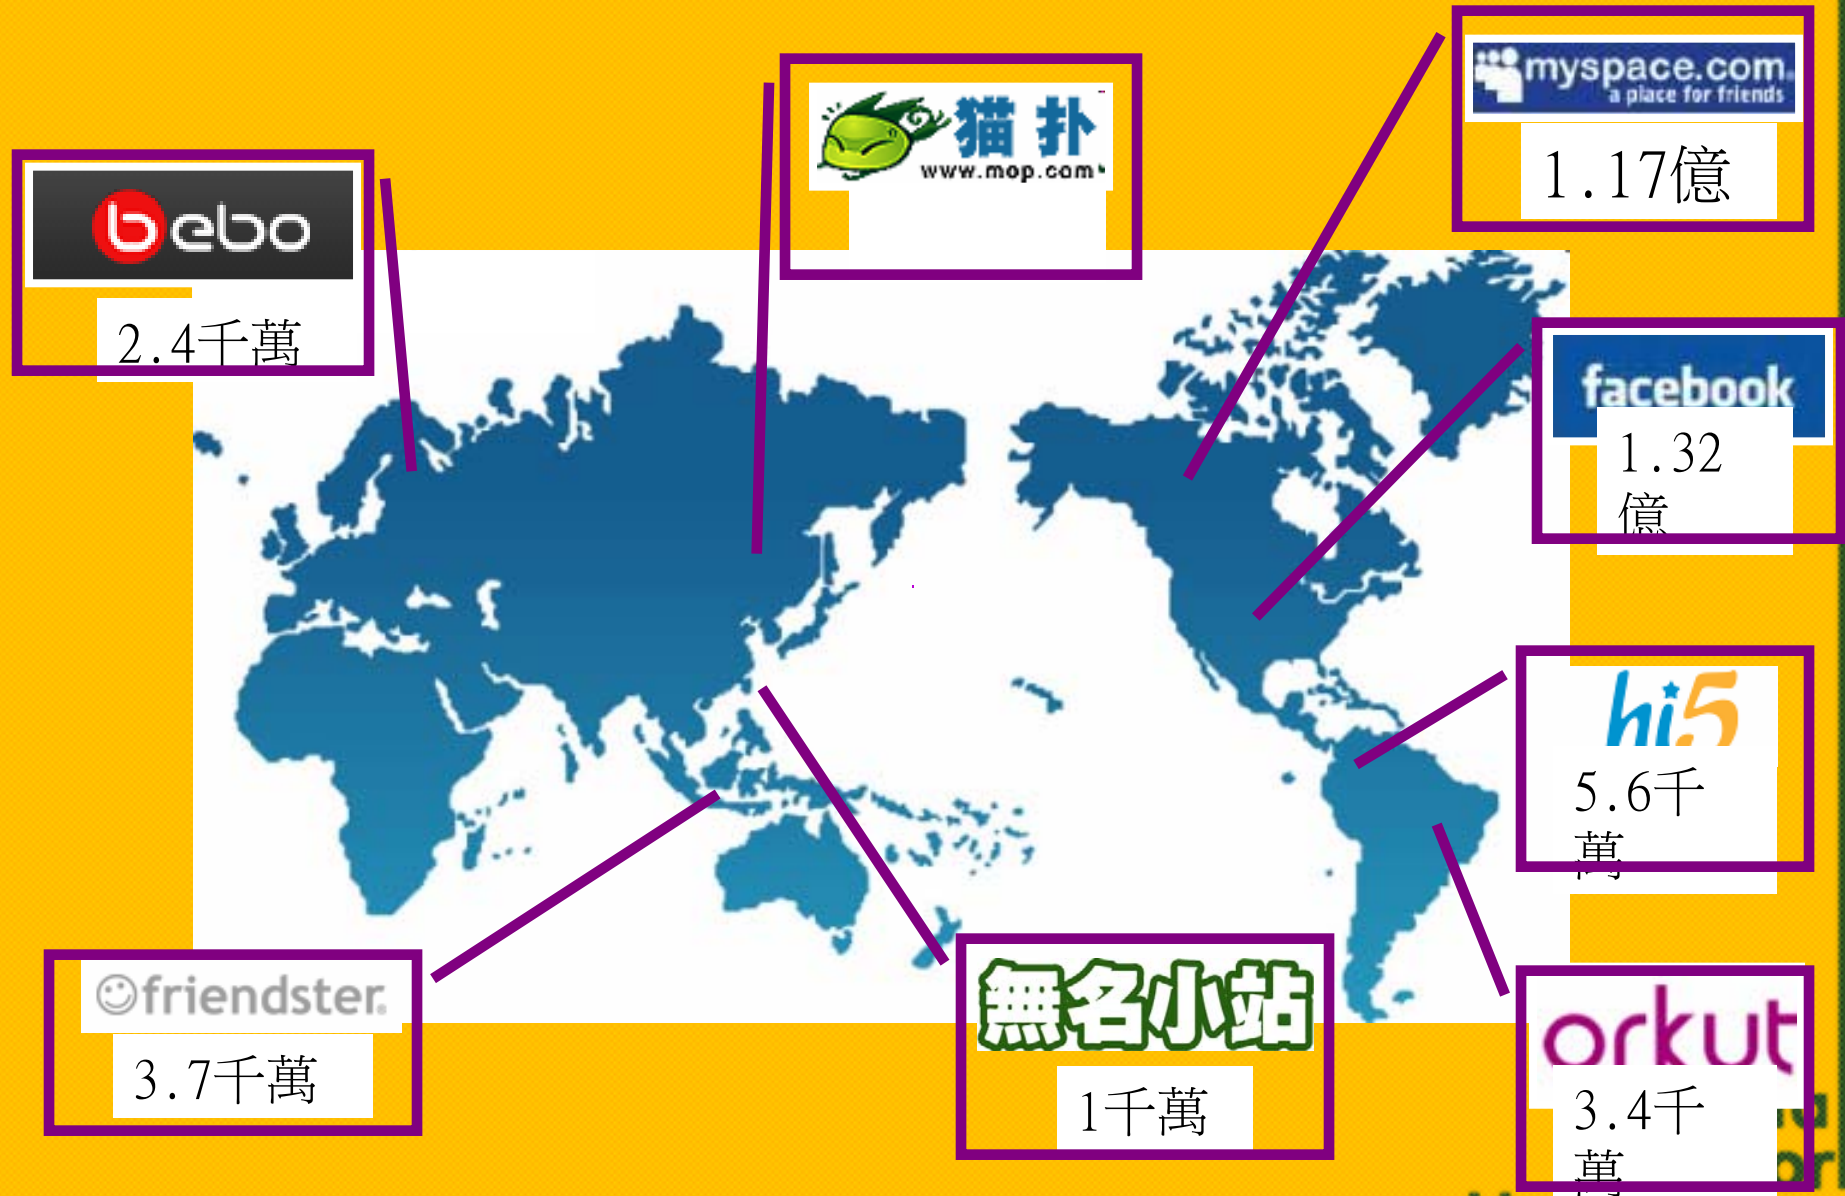 myspace.com
a place for friends
1.17億
猫扑
www.mop.com
bebo
2.4千萬
facebook
1.32
億
hi5
5.6千
萬
friendster
3.7千萬
無名小站
1千萬
orkut
3.4千
萬